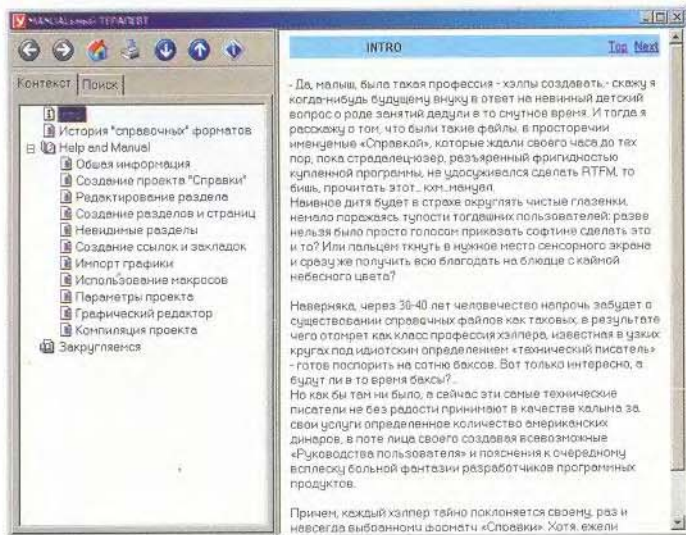 МАНUALьный ТЕРАПЕВТ
Контекст
Поиск
История "справочных" форматов
Help and Manual
Общая информация
Создание проекта "Справки"
Редактирование раздела
Создание разделов и страниц
Невидимые разделы
Создание ссылок и закладок
Импорт графики
Использование макросов
Параметры проекта
Графический редактор
Компиляция проекта
Закругляемся
INTRO
Top Next
- Да, малыш, была такая профессия - хэлпы создавать,- скажу я
когда-нибудь будущему внуку в ответ на невинный детский
вопрос о роде занятий дедули в то смутное время. И тогда я
расскажу о том, что были такие файлы, в просторечии
именуемые «Справкой», которые ждали своего часа до тех
пор, пока страдалец-юзер, разъяренный фригидностью
купленной программы, не удосуживался сделать RTFM, то
бишь, прочитать этот... кхм...мануал.
Наивное дитя будет в страхе округлять чистые глазенки,
немало поражаясь тупости тогдашних пользователей: разве
нельзя было просто голосом приказать софтине сделать это
и то? Или пальцем ткнуть в нужное место сенсорного экрана
и сразу же получить всю благодать на блюдце с каймой
небесного цвета?
Наверняка, через 30-40 лет человечество напрочь забудет о
существовании справочных файлов как таковых, в результате
чего отомрет как класс профессия хэлпера, известная в узких
кругах под идиотским определением «технический писатель»
- готов поспорить на сотню баксов. Вот только интересно, а
будут ли в то время баксы?..
Но как бы там ни было, а сейчас эти самые технические
писатели не без радости принимают в качестве калыма за
свои услуги определенное количество американских
динаров, в поте лица своего создавая всевозможные
«Руководства пользователя» и пояснения к очередному
всплеску больной фантазии разработчиков программных
продуктов.
Причем, каждый хэлпер тайно поклоняется своему, раз и
навсегда выбранному формату «Справки». Хотя, ежели